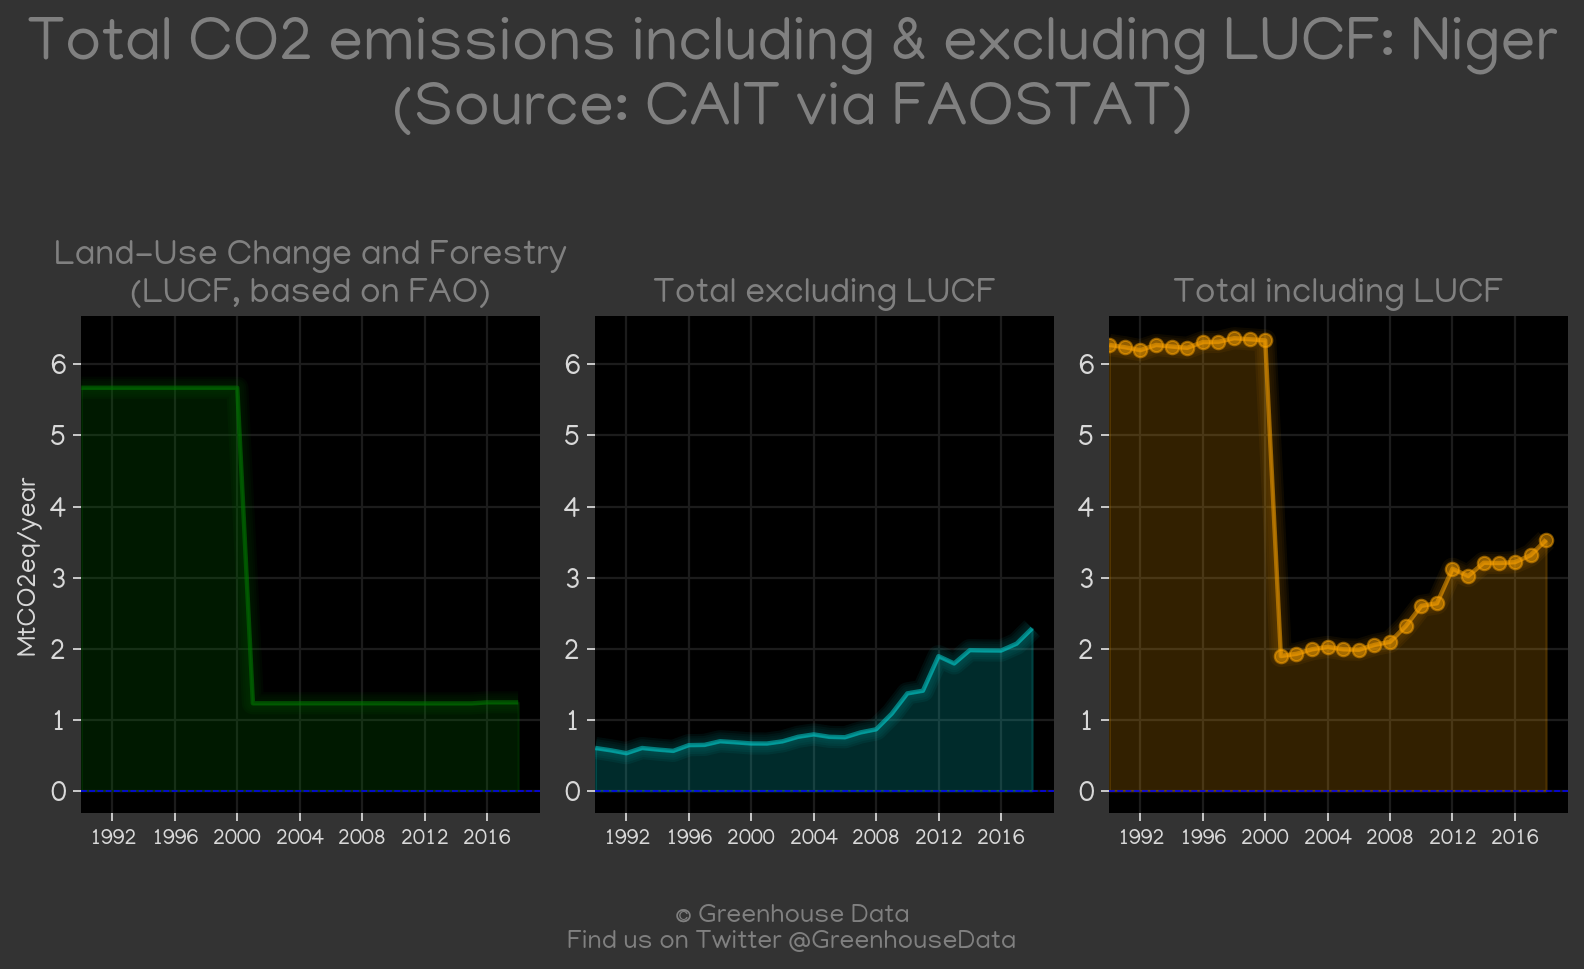 Total CO2 emissions including & excluding LUCF: Niger
(Source: CAIT via FAOSTAT)
Land-Use Change and Forestry
(LUCF, based on FAO)
Total excluding LUCF
Total including LUCF
MtCO2eq/year
6
5
4
3
2
1
0
1992 1996 2000 2004 2008 2012 2016
6
5
4
3
2
1
0
1992 1996 2000 2004 2008 2012 2016
6
5
4
3
2
1
0
1992 1996 2000 2004 2008 2012 2016
© Greenhouse Data
Find us on Twitter @GreenhouseData